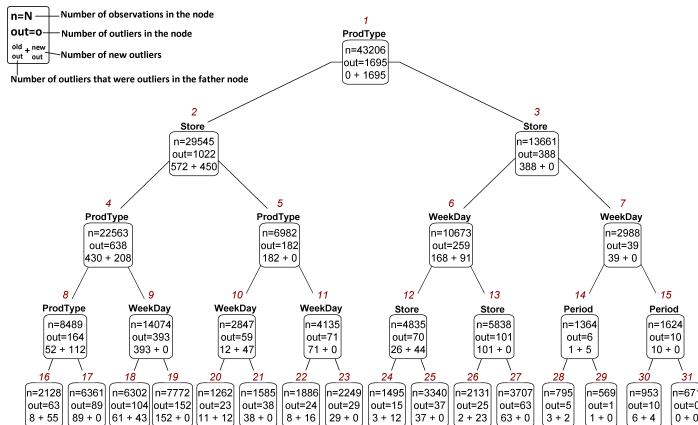 n=N
Number of observations in the node
out=o
Number of outliers in the node
old out + new out
Number of new outliers
Number of outliers that were outliers in the father node
1
ProdType
n=43206
out=1695
0 + 1695
2
Store
n=29545
out=1022
572 + 450
3
Store
n=13661
out=388
388 + 0
4
ProdType
n=22563
out=638
430 + 208
5
ProdType
n=6982
out=182
182 + 0
6
WeekDay
n=10673
out=259
168 + 91
7
WeekDay
n=2988
out=39
39 + 0
8
ProdType
n=8489
out=164
52 + 112
9
WeekDay
n=14074
out=393
393 + 0
10
WeekDay
n=2847
out=59
12 + 47
11
WeekDay
n=4135
out=71
71 + 0
12
Store
n=4835
out=70
26 + 44
13
Store
n=5838
out=101
101 + 0
14
Period
n=1364
out=6
1 + 5
15
Period
n=1624
out=10
10 + 0
16
n=2128
out=63
8 + 55
17
n=6361
out=89
89 + 0
18
n=6302
out=104
61 + 43
19
n=7772
out=152
152 + 0
20
n=1262
out=23
11 + 12
21
n=1585
out=38
38 + 0
22
n=1886
out=24
8 + 16
23
n=2249
out=29
29 + 0
24
n=1495
out=15
3 + 12
25
n=3340
out=37
37 + 0
26
n=2131
out=25
2 + 23
27
n=3707
out=63
63 + 0
28
n=795
out=5
3 + 2
29
n=569
out=1
1 + 0
30
n=953
out=10
6 + 4
31
n=671
0 + 0